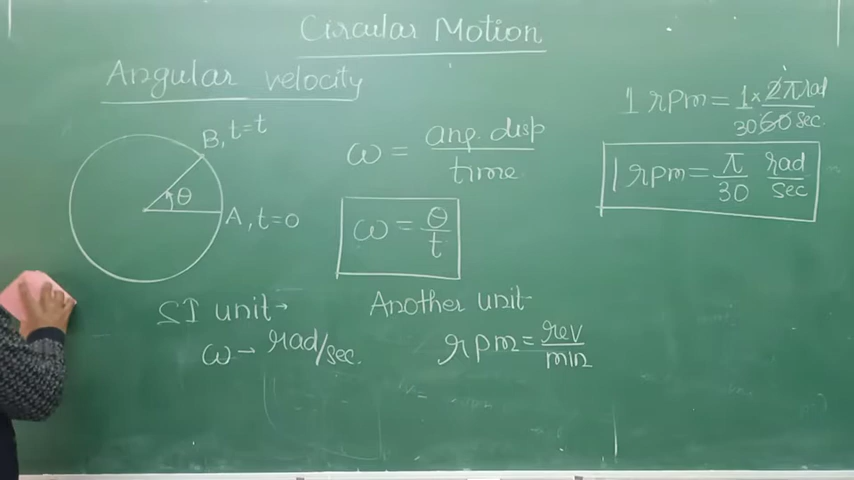 Circular Motion
Angular velocity
B, t=t
θ
A, t=0
ω = ang. disp / time
ω = θ/t
1 rpm = 1 × 2π rad / 30 60 sec.
1 rpm = π/30 rad/sec
SI unit→
ω → rad/sec.
Another unit-
rpm = rev/min